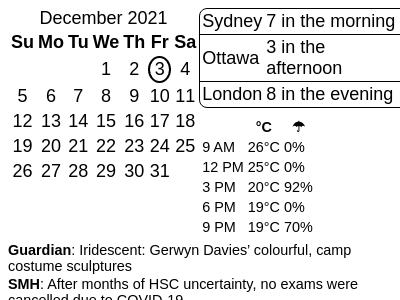 December 2021
Su Mo Tu We Th Fr Sa
1 2 3 4
5 6 7 8 9 10 11
12 13 14 15 16 17 18
19 20 21 22 23 24 25
26 27 28 29 30 31
Sydney 7 in the morning
Ottawa 3 in the
afternoon
London 8 in the evening
°C ☂
9 AM 26°C 0%
12 PM 25°C 0%
3 PM 20°C 92%
6 PM 19°C 0%
9 PM 19°C 70%
Guardian: Iridescent: Gerwyn Davies’ colourful, camp
costume sculptures
SMH: After months of HSC uncertainty, no exams were
cancelled due to COVID-19